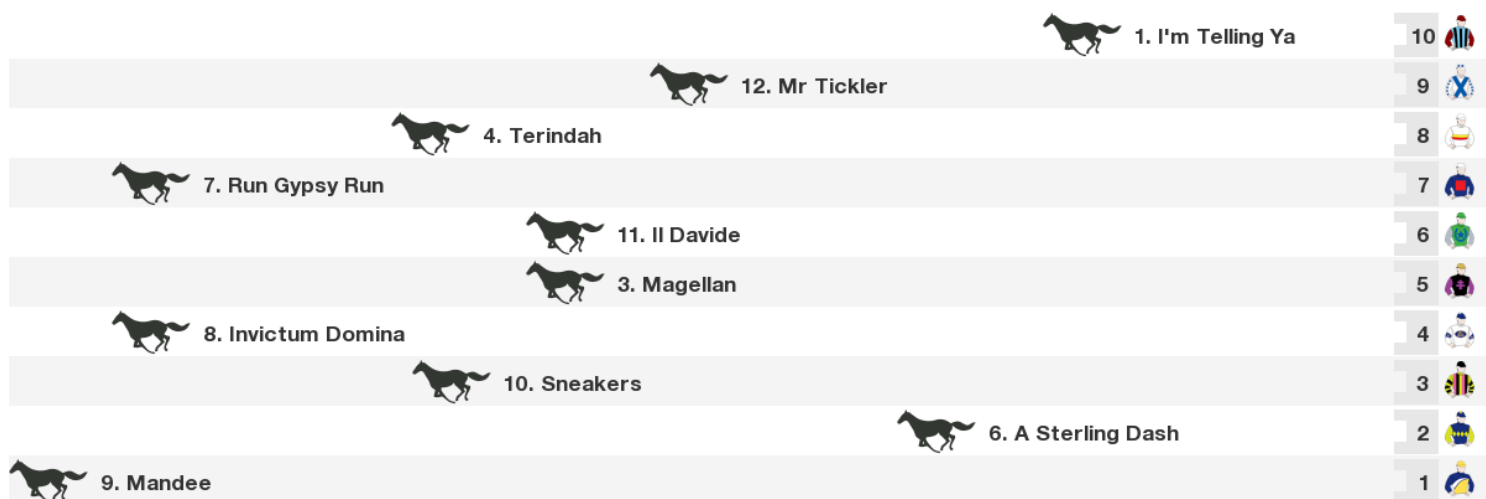 1. I'm Telling Ya 10
12. Mr Tickler 9
4. Terindah 8
7. Run Gypsy Run 7
11. Il Davide 6
3. Magellan 5
8. Invictum Domina 4
10. Sneakers 3
6. A Sterling Dash 2
9. Mandee 1